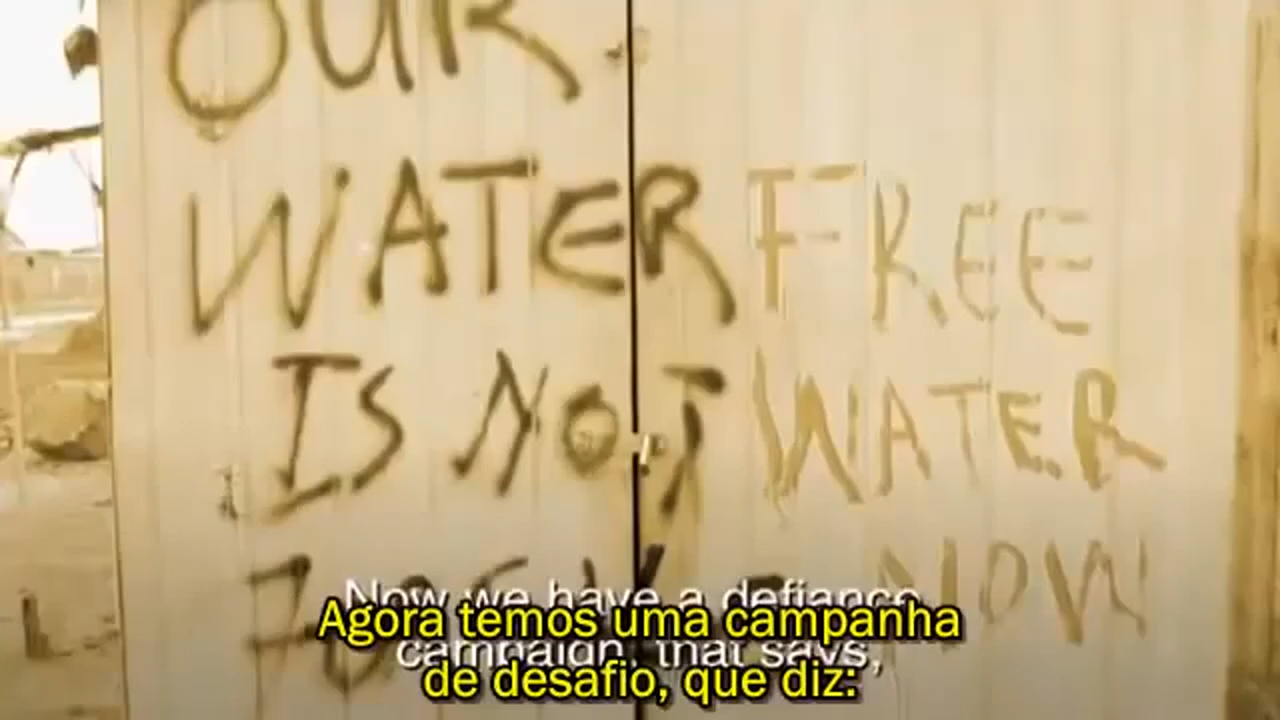 OUR
WATER
IS NOT
FOR
FREE
WATER
NOW
Now we have a defiance
campaign, that says,
Agora temos uma campanha
de desafio, que diz: